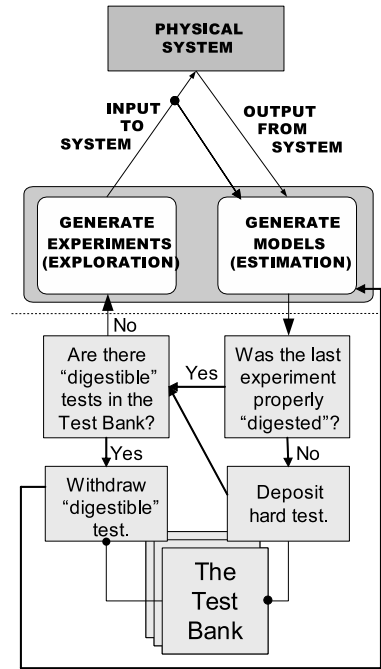 PHYSICAL
SYSTEM
INPUT
TO
SYSTEM
OUTPUT
FROM
SYSTEM
GENERATE
EXPERIMENTS
(EXPLORATION)
GENERATE
MODELS
(ESTIMATION)
No
Are there
“digestible”
tests in the
Test Bank?
Yes
Was the last
experiment
properly
“digested”?
Yes
No
Withdraw
“digestible”
test.
Deposit
hard test.
The
Test
Bank